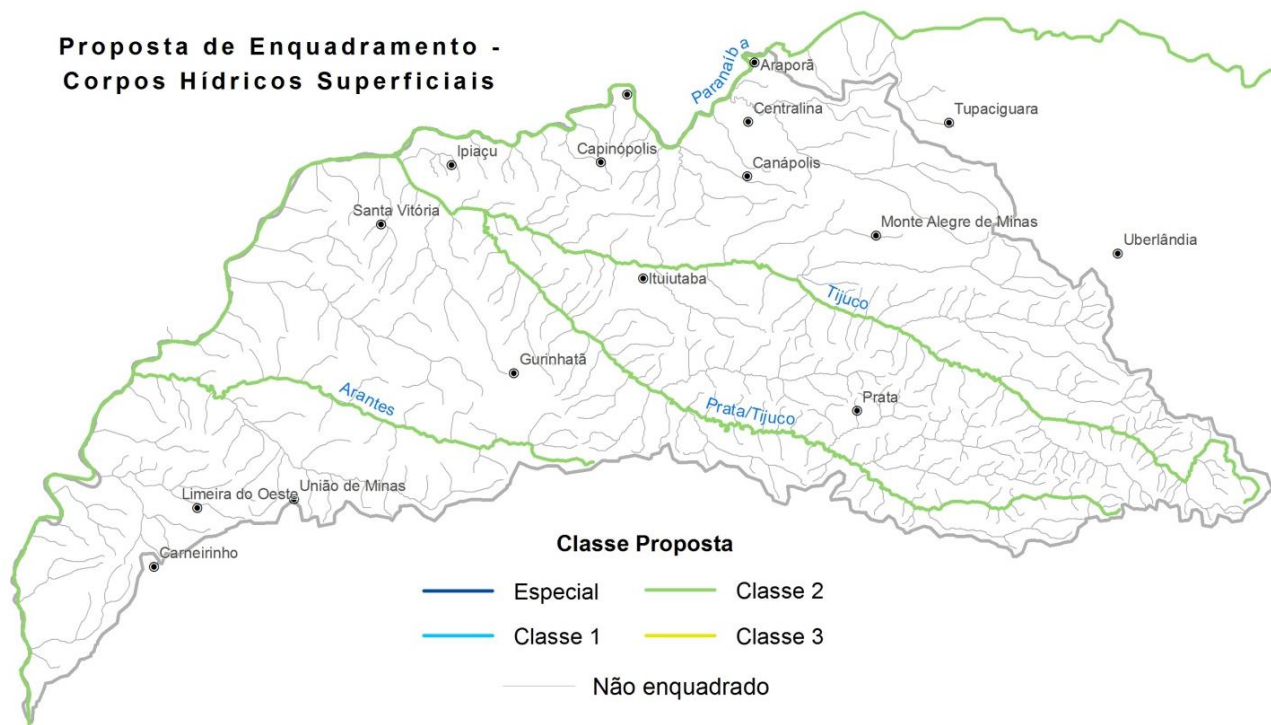 Proposta de Enquadramento -
Corpos Hídricos Superficiais
Paranaíba
Araporã
Centralina
Tupaciguara
Ipiaçu
Capinópolis
Canápolis
Santa Vitória
Monte Alegre de Minas
Uberlândia
Ituiutaba
Tijuco
Gurinhatã
Arantes
Prata/Tijuco
Prata
Limeira do Oeste
União de Minas
Carneirinho
Classe Proposta
Especial
Classe 2
Classe 1
Classe 3
Não enquadrado